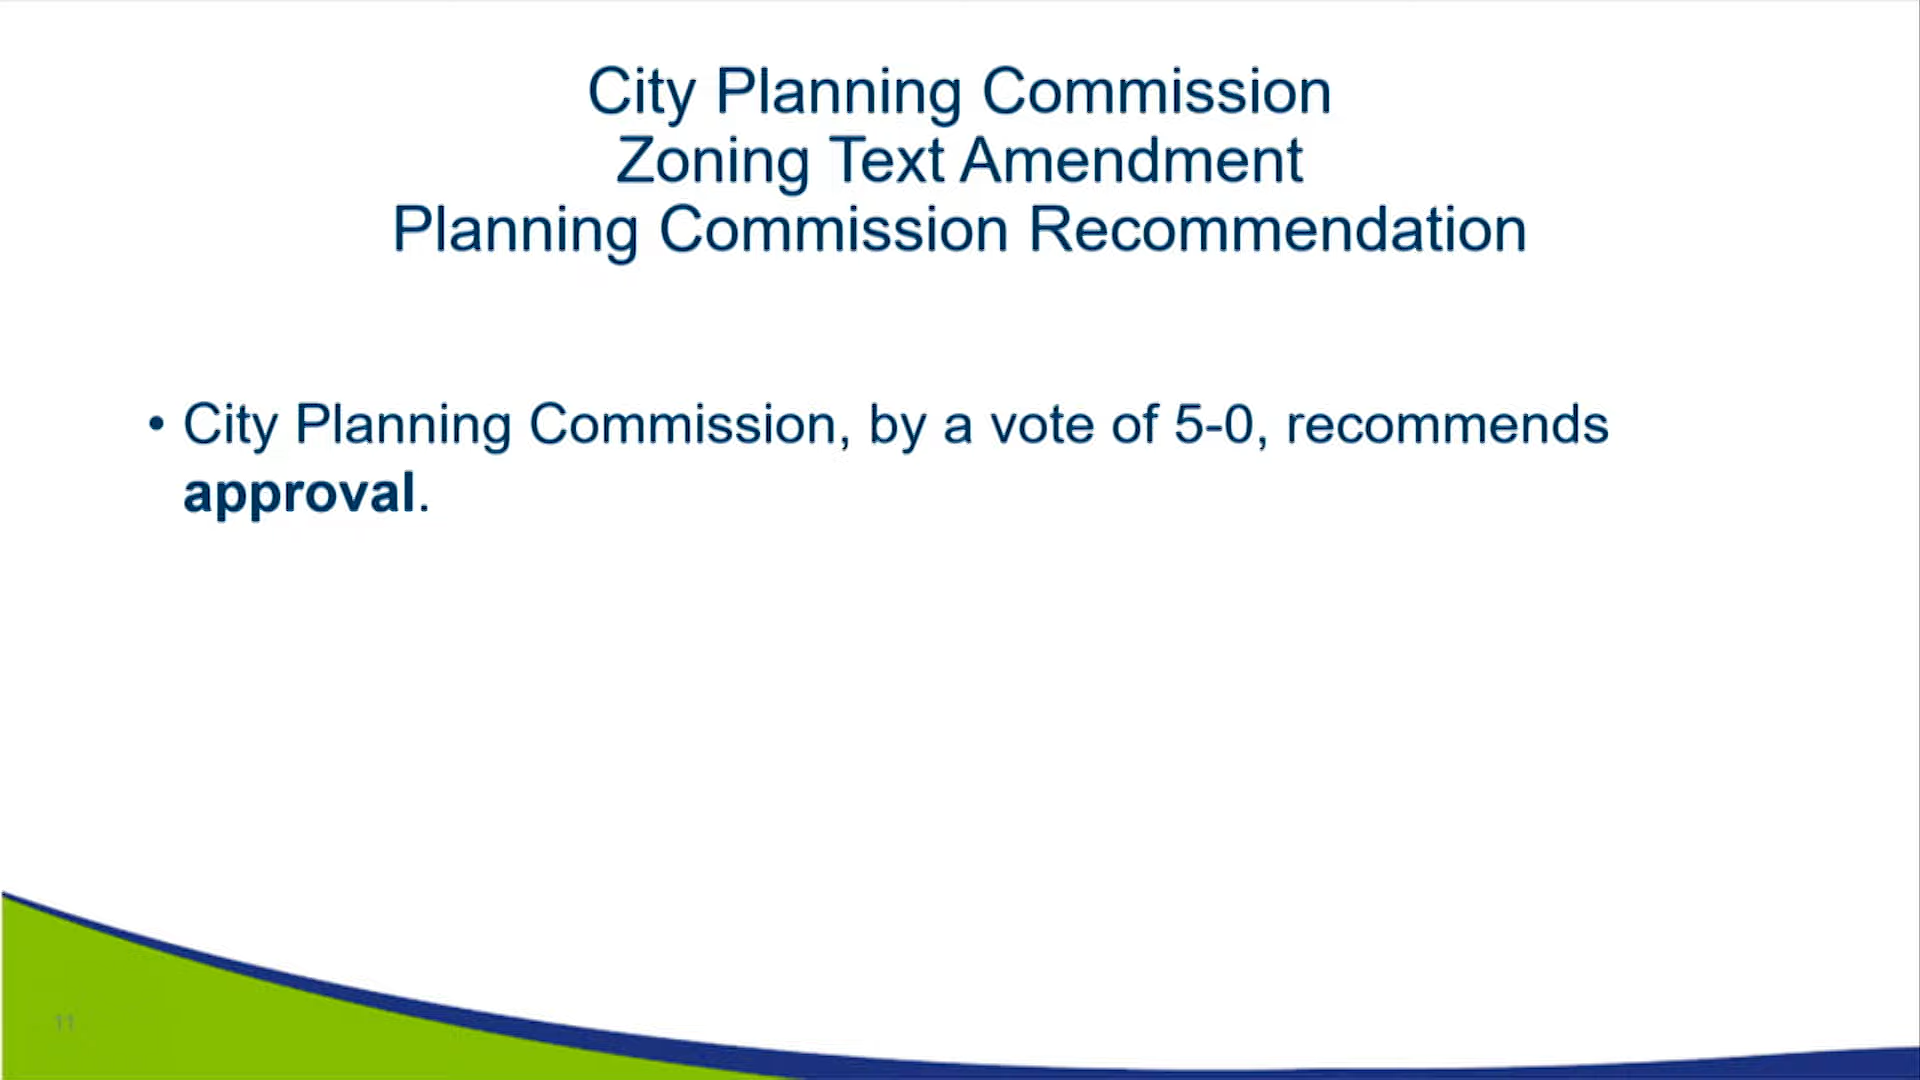 City Planning Commission
Zoning Text Amendment
Planning Commission Recommendation
• City Planning Commission, by a vote of 5-0, recommends
approval.
11